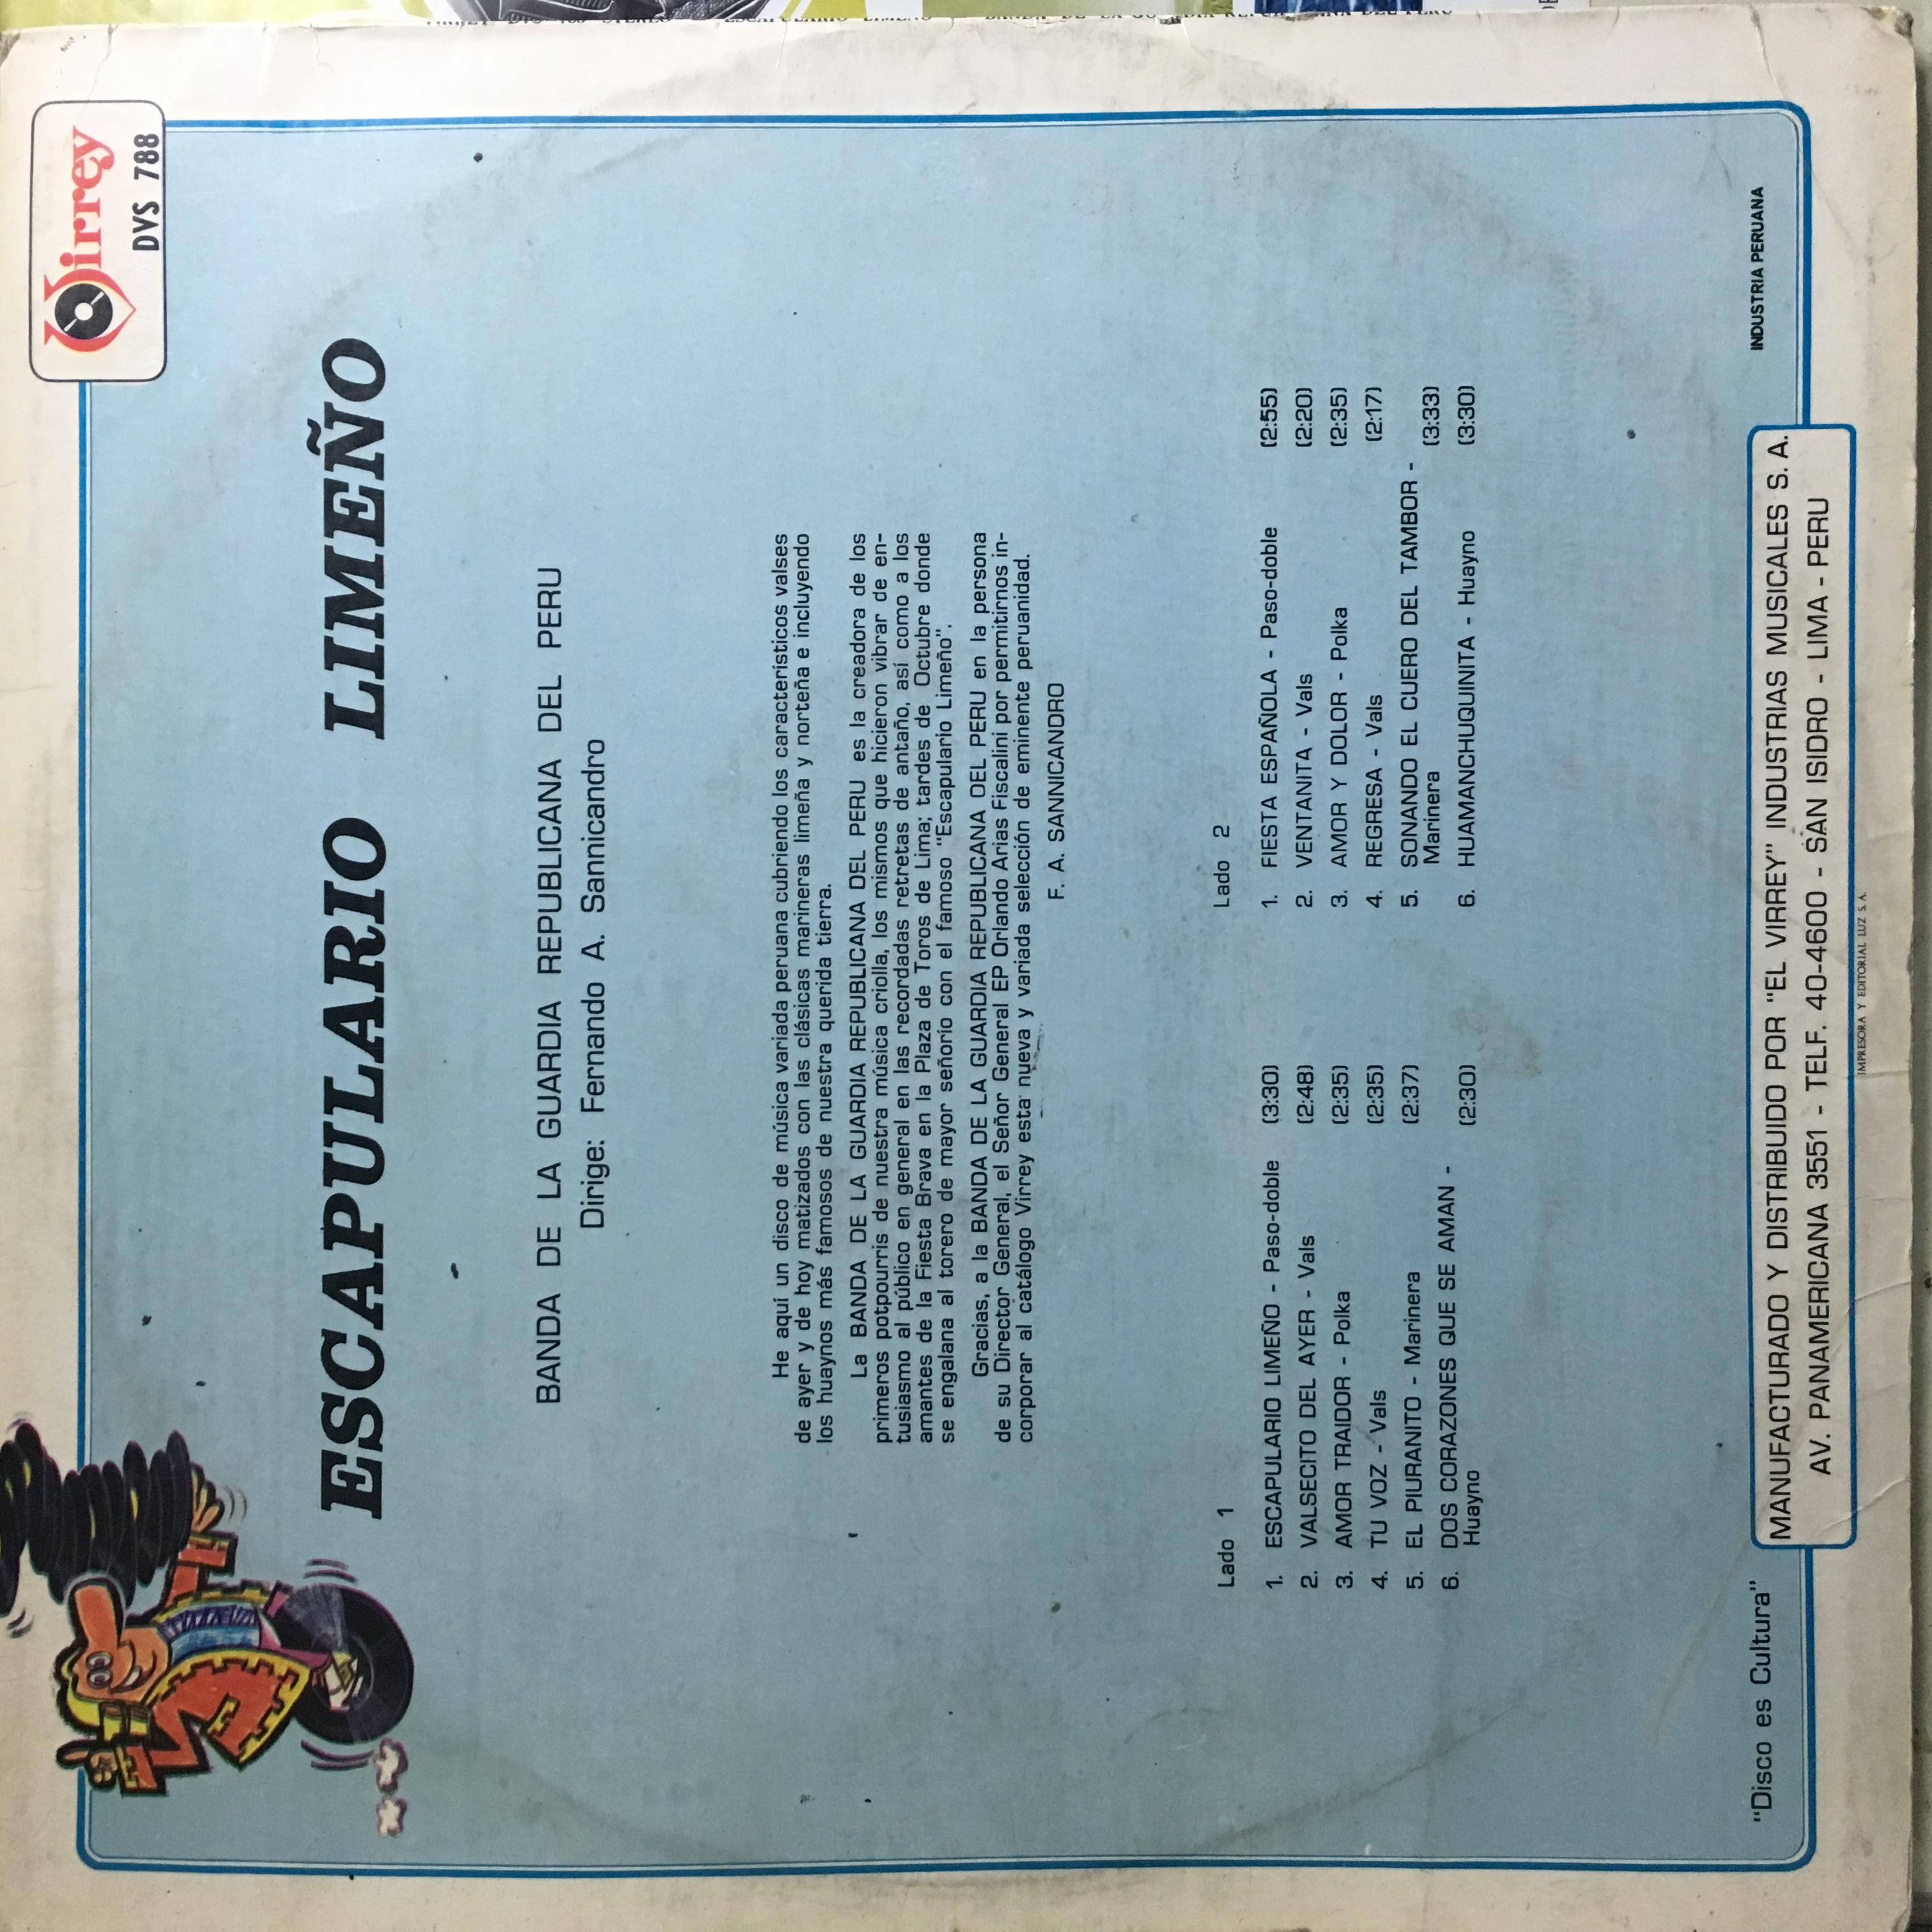 Virrey
DVS 788
ESCAPULARIO LIMEÑO
BANDA DE LA GUARDIA REPUBLICANA DEL PERU
Dirige: Fernando A. Sannicandro
He aquí un disco de música variada peruana cubriendo los característicos valses
de ayer y de hoy matizados con las clásicas marineras limeña y norteña e incluyendo
los huaynos más famosos de nuestra querida tierra.
La BANDA DE LA GUARDIA REPUBLICANA DEL PERU es la creadora de los
primeros potpourris de nuestra música criolla, los mismos que hicieron vibrar de en-
tusiasmo al público en general en las recordadas retretas de antaño, así como a los
amantes de la Fiesta Brava en la Plaza de Toros de Lima; tardes de Octubre donde
se engalana al torero de mayor señorío con el famoso "Escapulario Limeño".
Gracias, a la BANDA DE LA GUARDIA REPUBLICANA DEL PERU en la persona
de su Director General, el Señor General EP Orlando Arias Fiscalini por permitirnos in-
corporar al catálogo Virrey esta nueva y variada selección de eminente peruanidad.
F. A. SANNICANDRO
Lado 1
1. ESCAPULARIO LIMEÑO - Paso-doble (3:30)
2. VALSECITO DEL AYER - Vals (2:48)
3. AMOR TRAIDOR - Polka (2:35)
4. TU VOZ - Vals (2:35)
5. EL PIURANITO - Marinera (2:37)
6. DOS CORAZONES QUE SE AMAN -
Huayno (2:30)
Lado 2
1. FIESTA ESPAÑOLA - Paso-doble (2:55)
2. VENTANITA - Vals (2:20)
3. AMOR Y DOLOR - Polka (2:35)
4. REGRESA - Vals (2:17)
5. SONANDO EL CUERO DEL TAMBOR -
Marinera (3:33)
6. HUAMANCHUQUINITA - Huayno (3:30)
"Disco es Cultura"
INDUSTRIA PERUANA
MANUFACTURADO Y DISTRIBUIDO POR "EL VIRREY" INDUSTRIAS MUSICALES S. A.
AV. PANAMERICANA 3551 - TELF. 40-4600 - SAN ISIDRO - LIMA - PERU
IMPRESORA Y EDITORIAL LUZ S.A.